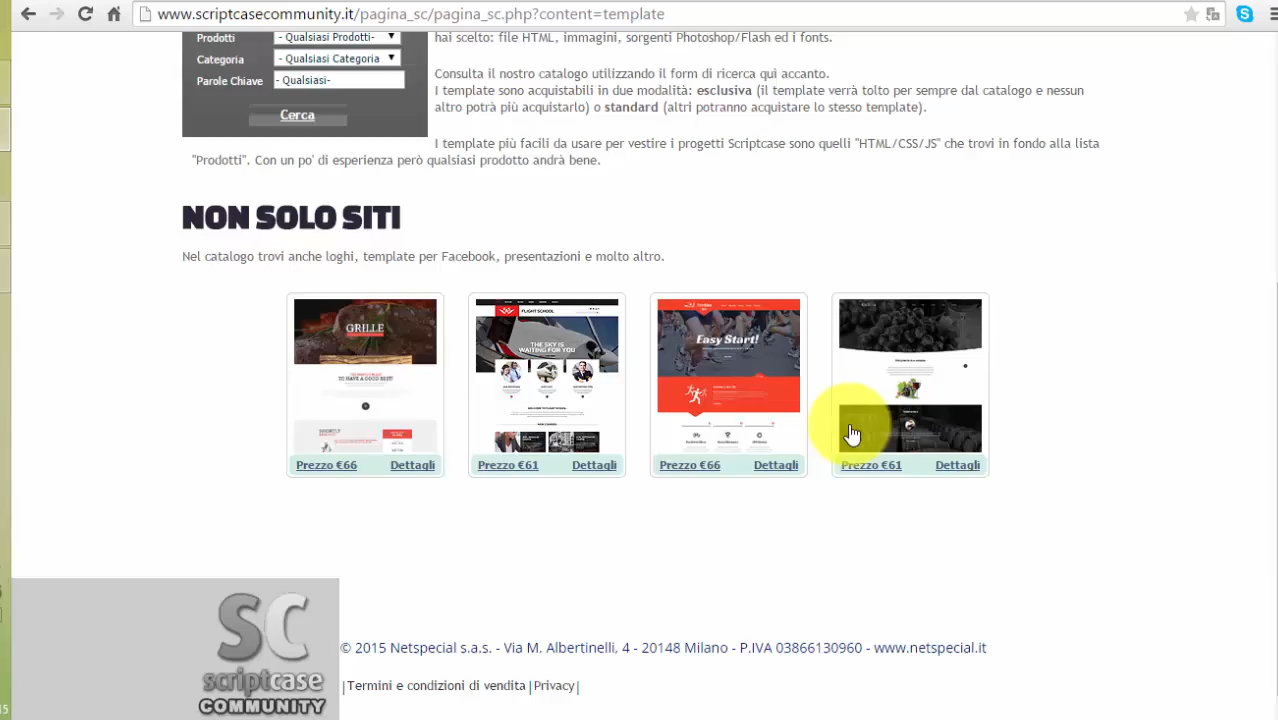 www.scriptcasecommunity.it/pagina_sc/pagina_sc.php?content=template
Prodotti - Qualsiasi Prodotti-
Categoria - Qualsiasi Categoria
Parole Chiave - Qualsiasi-
Cerca
hai scelto: file HTML, immagini, sorgenti Photoshop/Flash ed i fonts.
Consulta il nostro catalogo utilizzando il form di ricerca quì accanto.
I template sono acquistabili in due modalità: esclusiva (il template verrà tolto per sempre dal catalogo e nessun
altro potrà più acquistarlo) o standard (altri potranno acquistare lo stesso template).
I template più facili da usare per vestire i progetti Scriptcase sono quelli "HTML/CSS/JS" che trovi in fondo alla lista
"Prodotti". Con un po' di esperienza però qualsiasi prodotto andrà bene.
NON SOLO SITI
Nel catalogo trovi anche loghi, template per Facebook, presentazioni e molto altro.
GRILLE
TO HAVE A GOOD BEST!
Prezzo €66 Dettagli
FLIGHT SCHOOL
THE SKY IS
WAITING FOR YOU
Prezzo €61 Dettagli
Easy Start!
Prezzo €66 Dettagli
Prezzo €61 Dettagli
SC
scriptcase
COMMUNITY
© 2015 Netspecial s.a.s. - Via M. Albertinelli, 4 - 20148 Milano - P.IVA 03866130960 - www.netspecial.it
|Termini e condizioni di vendita |Privacy|
15